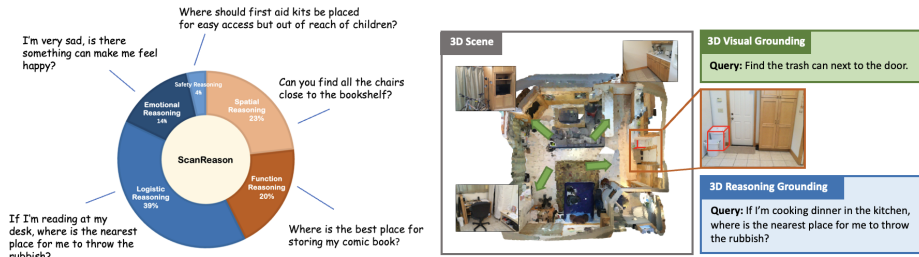 Where should first aid kits be placed
for easy access but out of reach of children?
I'm very sad, is there
something can make me feel
happy?
Safety Reasoning
4%
Emotional
Reasoning
14%
Spatial
Reasoning
23%
Can you find all the chairs
close to the bookshelf?
ScanReason
Logistic
Reasoning
39%
Function
Reasoning
20%
If I'm reading at my
desk, where is the nearest
place for me to throw the
rubbish?
Where is the best place for
storing my comic book?
3D Scene
3D Visual Grounding
Query: Find the trash can next to the door.
3D Reasoning Grounding
Query: If I'm cooking dinner in the kitchen,
where is the nearest place for me to throw
the rubbish?